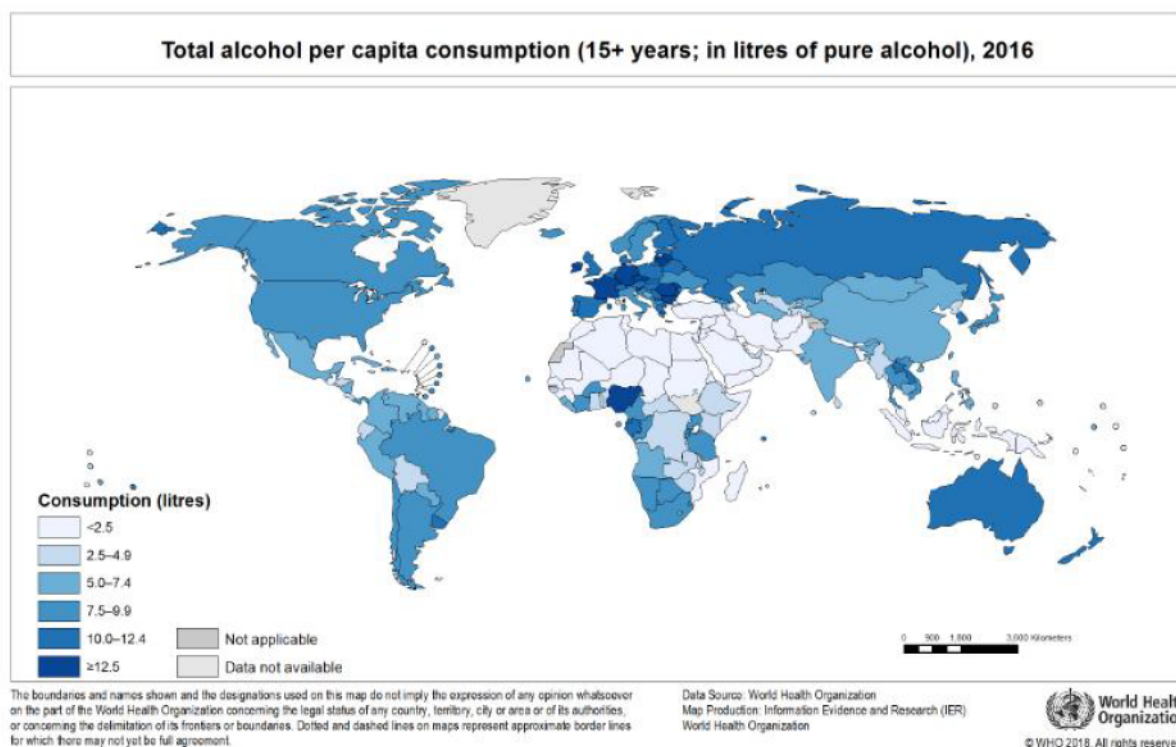 Total alcohol per capita consumption (15+ years; in litres of pure alcohol), 2016
Consumption (litres)
<2.5
2.5–4.9
5.0–7.4
7.5–9.9
10.0–12.4
≥12.5
Not applicable
Data not available
0 900 1,800 3,600 Kilometers
The boundaries and names shown and the designations used on this map do not imply the expression of any opinion whatsoever
on the part of the World Health Organization concerning the legal status of any country, territory, city or area or of its authorities,
or concerning the delimitation of its frontiers or boundaries. Dotted and dashed lines on maps represent approximate border lines
for which there may not yet be full agreement.
Data Source: World Health Organization
Map Production: Information Evidence and Research (IER)
World Health Organization
World Health
Organization
© WHO 2018. All rights reserve